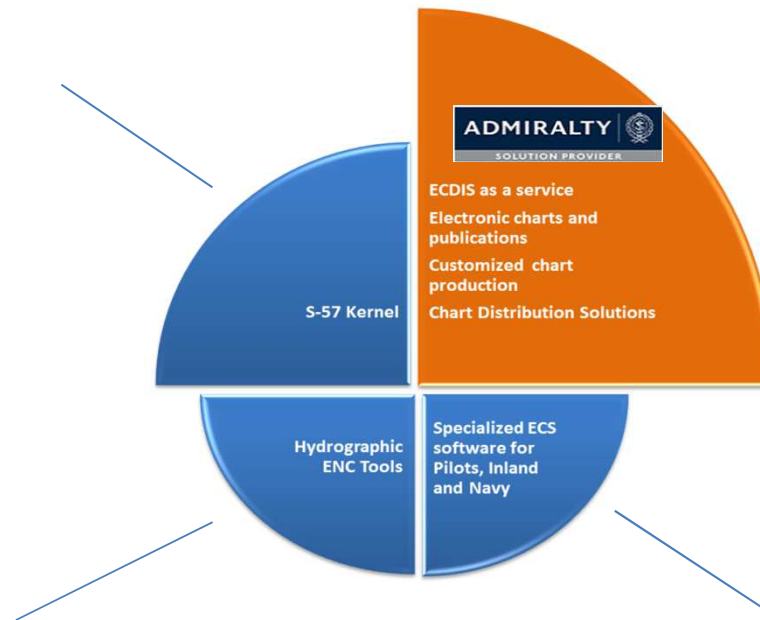 ADMIRALTY
SOLUTION PROVIDER
ECDIS as a service
Electronic charts and
publications
Customized chart
production
Chart Distribution Solutions
S-57 Kernel
Hydrographic
ENC Tools
Specialized ECS
software for
Pilots, Inland
and Navy